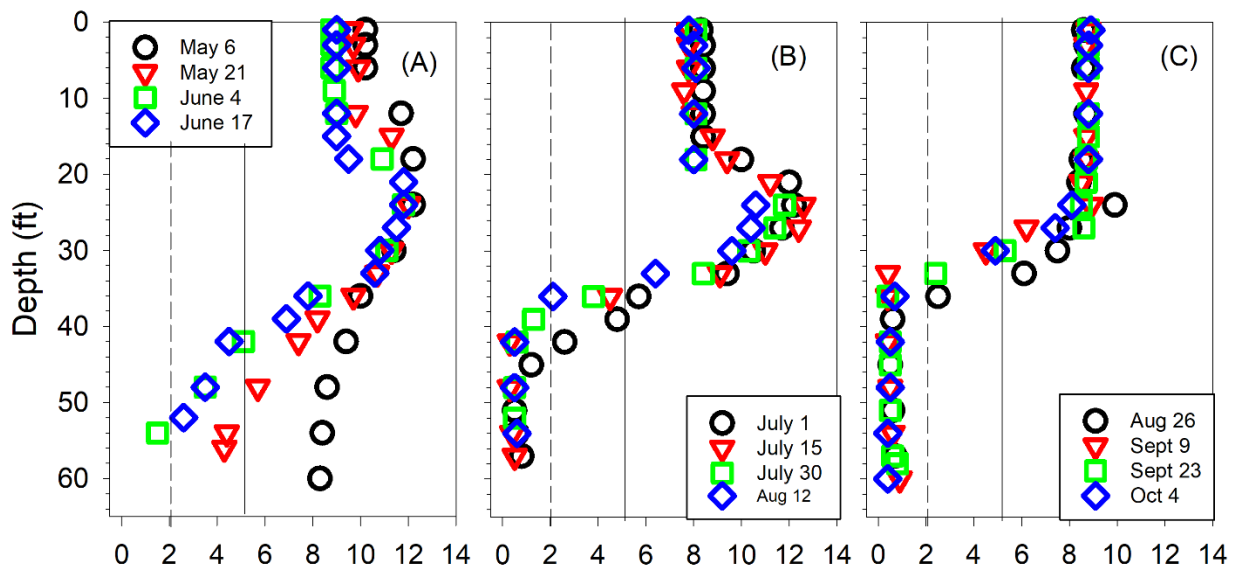 0
10
20
30
40
50
60
Depth (ft)
May 6
May 21
June 4
June 17
(A)
0 2 4 6 8 10 12 14
(B)
July 1
July 15
July 30
Aug 12
0 2 4 6 8 10 12 14
(C)
Aug 26
Sept 9
Sept 23
Oct 4
0 2 4 6 8 10 12 14